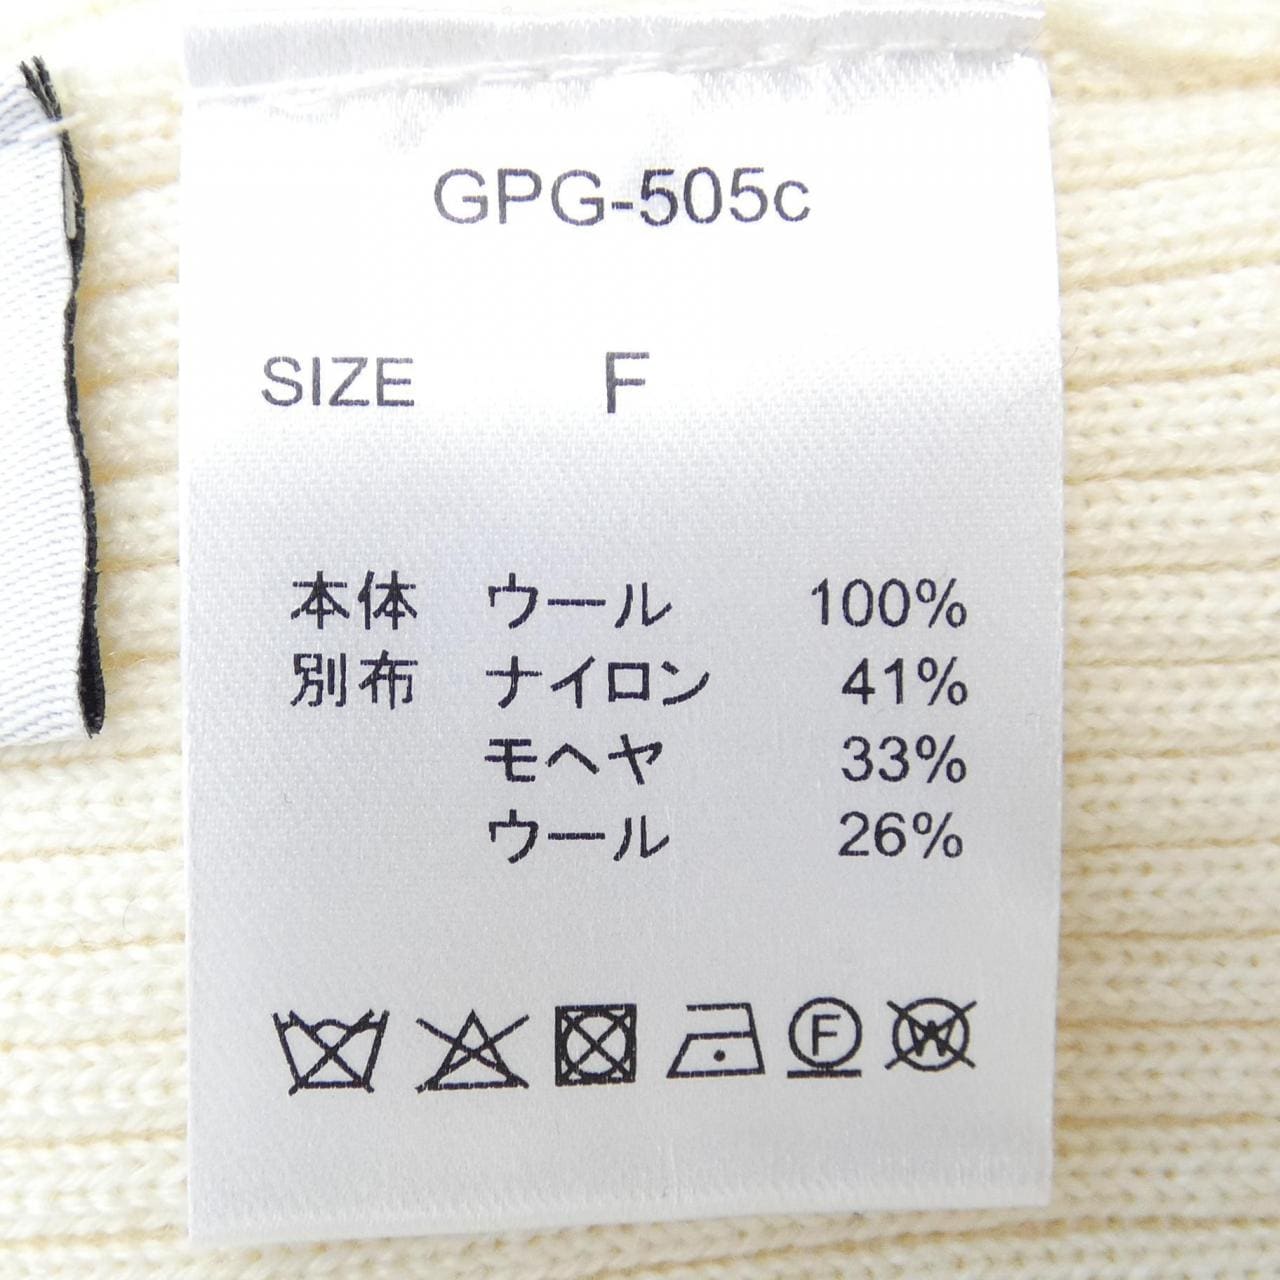 GPG-505c
SIZE F
本体 ウール 100%
別布 ナイロン 41%
モヘヤ 33%
ウール 26%
F W